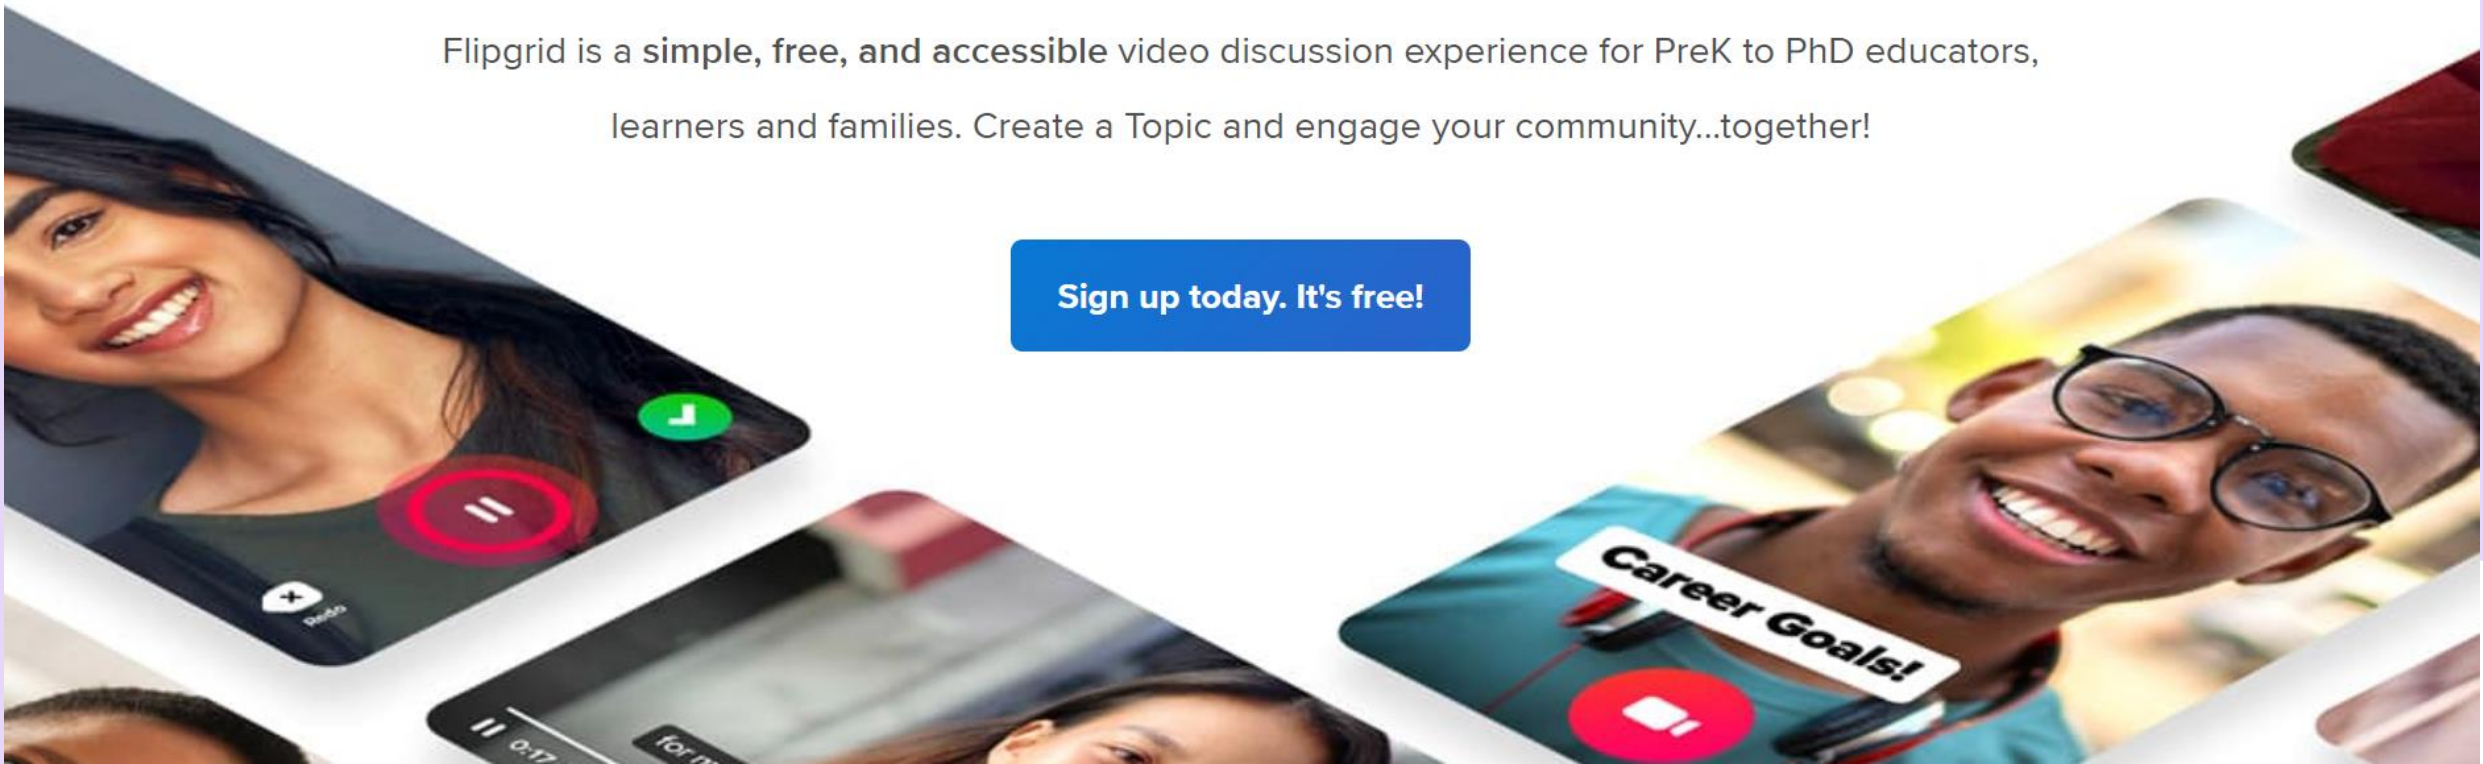 Flipgrid is a simple, free, and accessible video discussion experience for PreK to PhD educators,
learners and families. Create a Topic and engage your community...together!
Sign up today. It's free!
Career Goals!
Redo
0:17
for